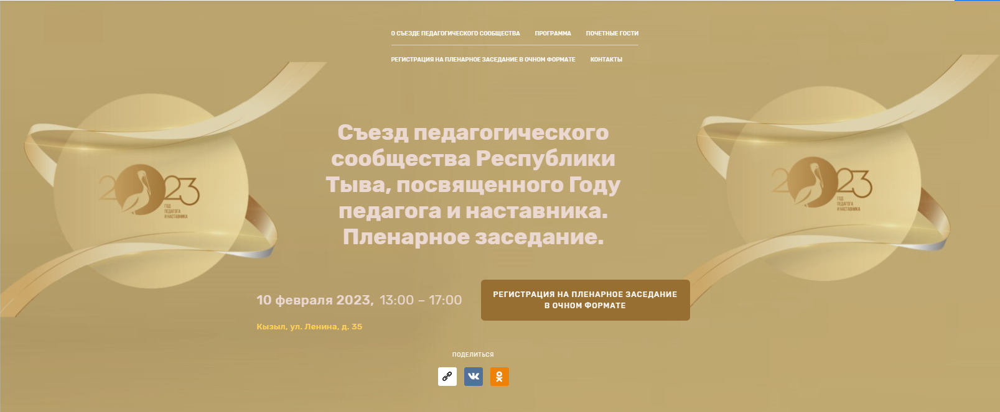 О СЪЕЗДЕ ПЕДАГОГИЧЕСКОГО СООБЩЕСТВА ПРОГРАММА ПОЧЕТНЫЕ ГОСТИ
РЕГИСТРАЦИЯ НА ПЛЕНАРНОЕ ЗАСЕДАНИЕ В ОЧНОМ ФОРМАТЕ КОНТАКТЫ
Съезд педагогического
сообщества Республики
Тыва, посвященного Году
педагога и наставника.
Пленарное заседание.
2023
ГОД
ПЕДАГОГА
И НАСТАВНИКА
2023
ГОД
ПЕДАГОГА
И НАСТАВНИКА
10 февраля 2023, 13:00 – 17:00
Кызыл, ул. Ленина, д. 35
РЕГИСТРАЦИЯ НА ПЛЕНАРНОЕ ЗАСЕДАНИЕ
В ОЧНОМ ФОРМАТЕ
ПОДЕЛИТЬСЯ